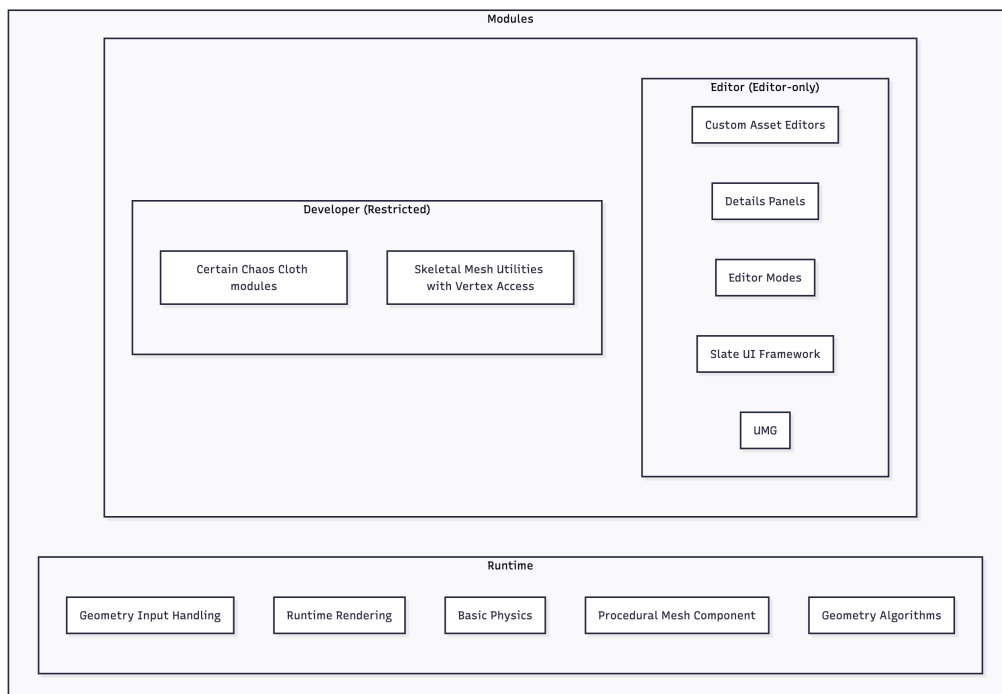 Modules
Editor (Editor-only)
Custom Asset Editors
Details Panels
Editor Modes
Slate UI Framework
UMG
Developer (Restricted)
Certain Chaos Cloth
modules
Skeletal Mesh Utilities
with Vertex Access
Runtime
Geometry Input Handling
Runtime Rendering
Basic Physics
Procedural Mesh Component
Geometry Algorithms